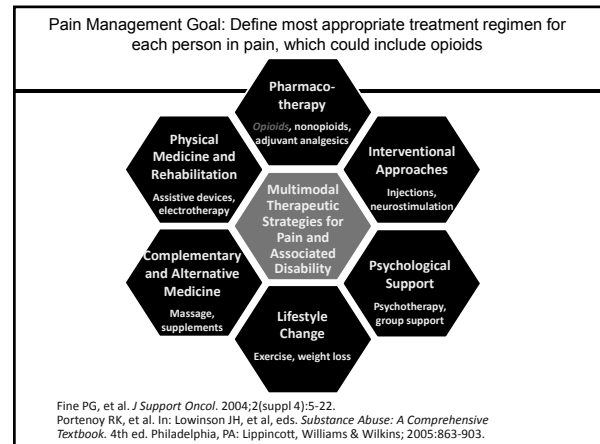 Pain Management Goal: Define most appropriate treatment regimen for
each person in pain, which could include opioids
Pharmaco-
therapy
Opioids, nonopioids,
adjuvant analgesics
Physical
Medicine and
Rehabilitation
Assistive devices,
electrotherapy
Interventional
Approaches
Injections,
neurostimulation
Multimodal
Therapeutic
Strategies for
Pain and
Associated
Disability
Complementary
and Alternative
Medicine
Massage,
supplements
Psychological
Support
Psychotherapy,
group support
Lifestyle
Change
Exercise, weight loss
Fine PG, et al. J Support Oncol. 2004;2(suppl 4):5-22.
Portenoy RK, et al. In: Lowinson JH, et al, eds. Substance Abuse: A Comprehensive
Textbook. 4th ed. Philadelphia, PA: Lippincott, Williams & Wilkins; 2005:863-903.